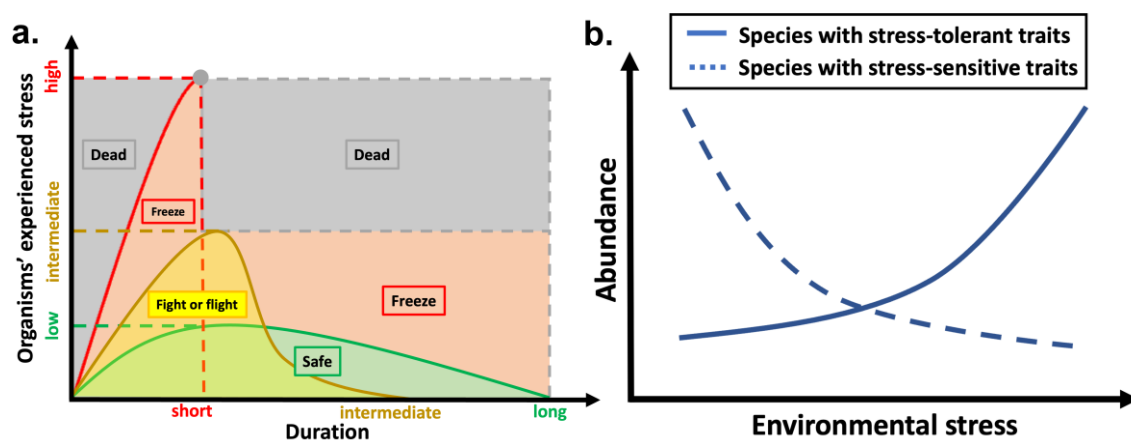 a.
Organisms' experienced stress
high
intermediate
low
Dead
Dead
Freeze
Fight or flight
Freeze
Safe
short
intermediate
long
Duration
b.
Species with stress-tolerant traits
Species with stress-sensitive traits
Abundance
Environmental stress